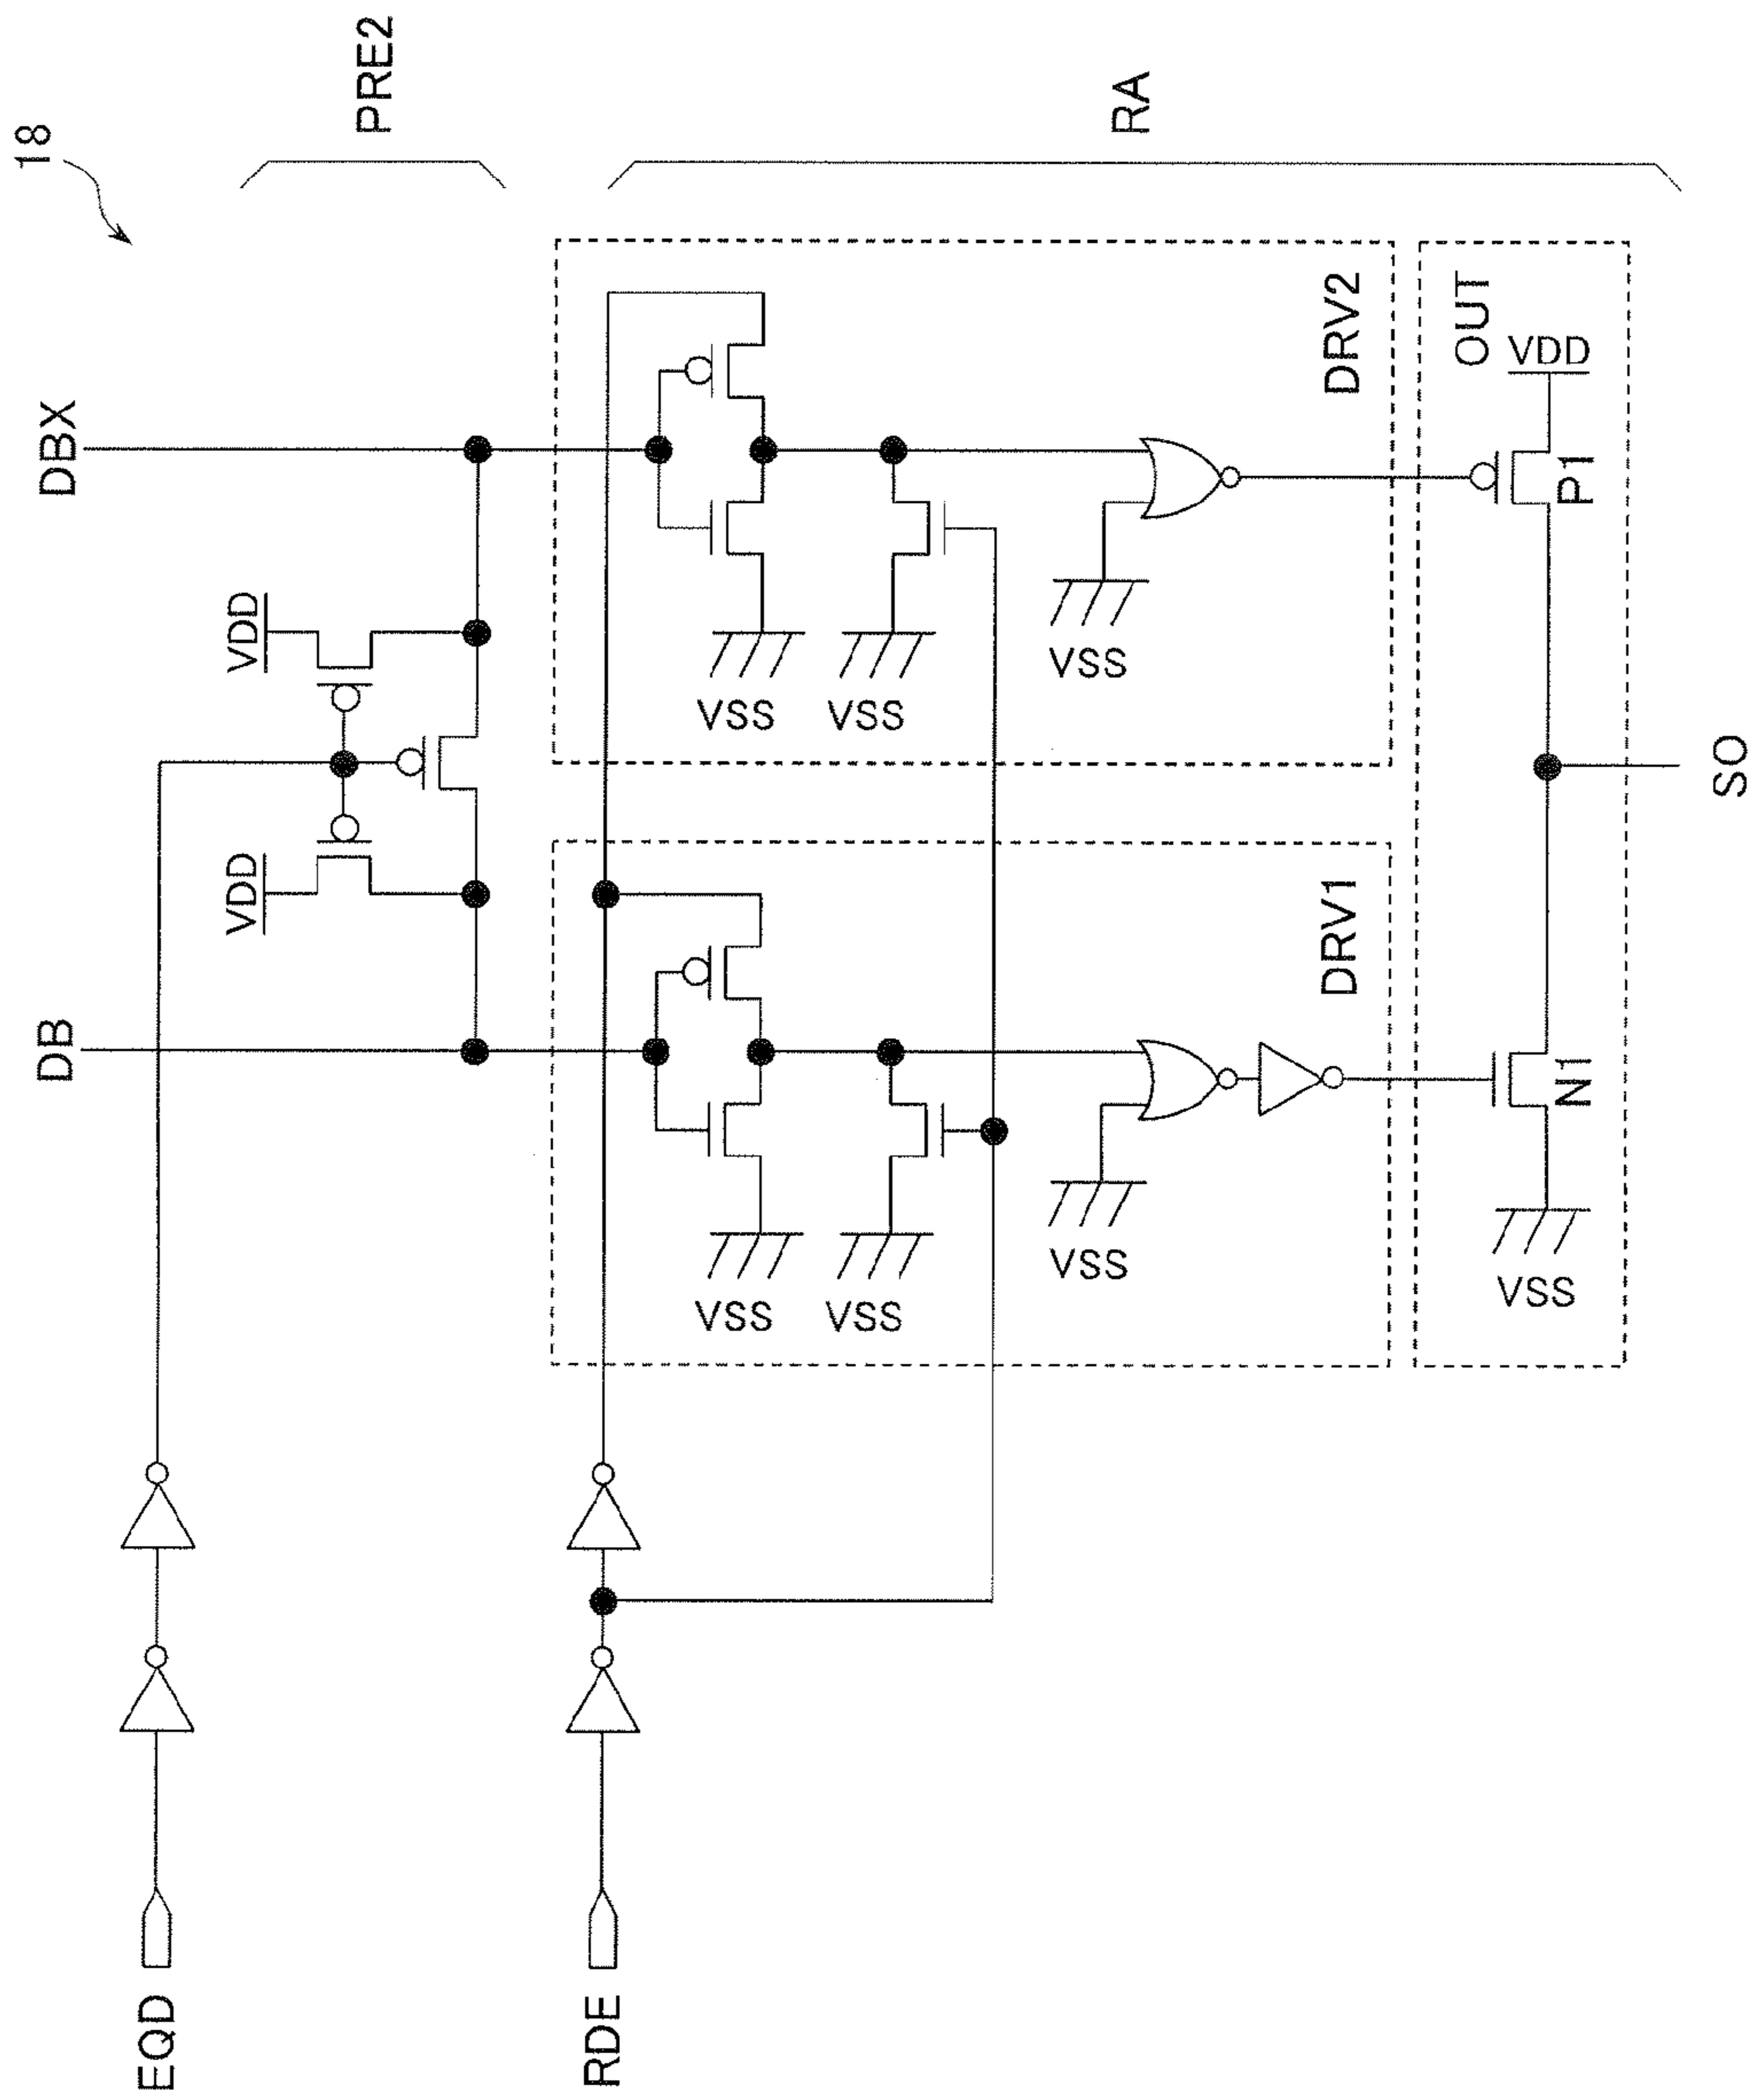 18
PRE2
RA
DBX
DB
VDD
VDD
VSS
VSS
VSS
DRV2
VSS
VSS
VSS
DRV1
OUT
VDD
P1
N1
VSS
SO
EQD
RDE